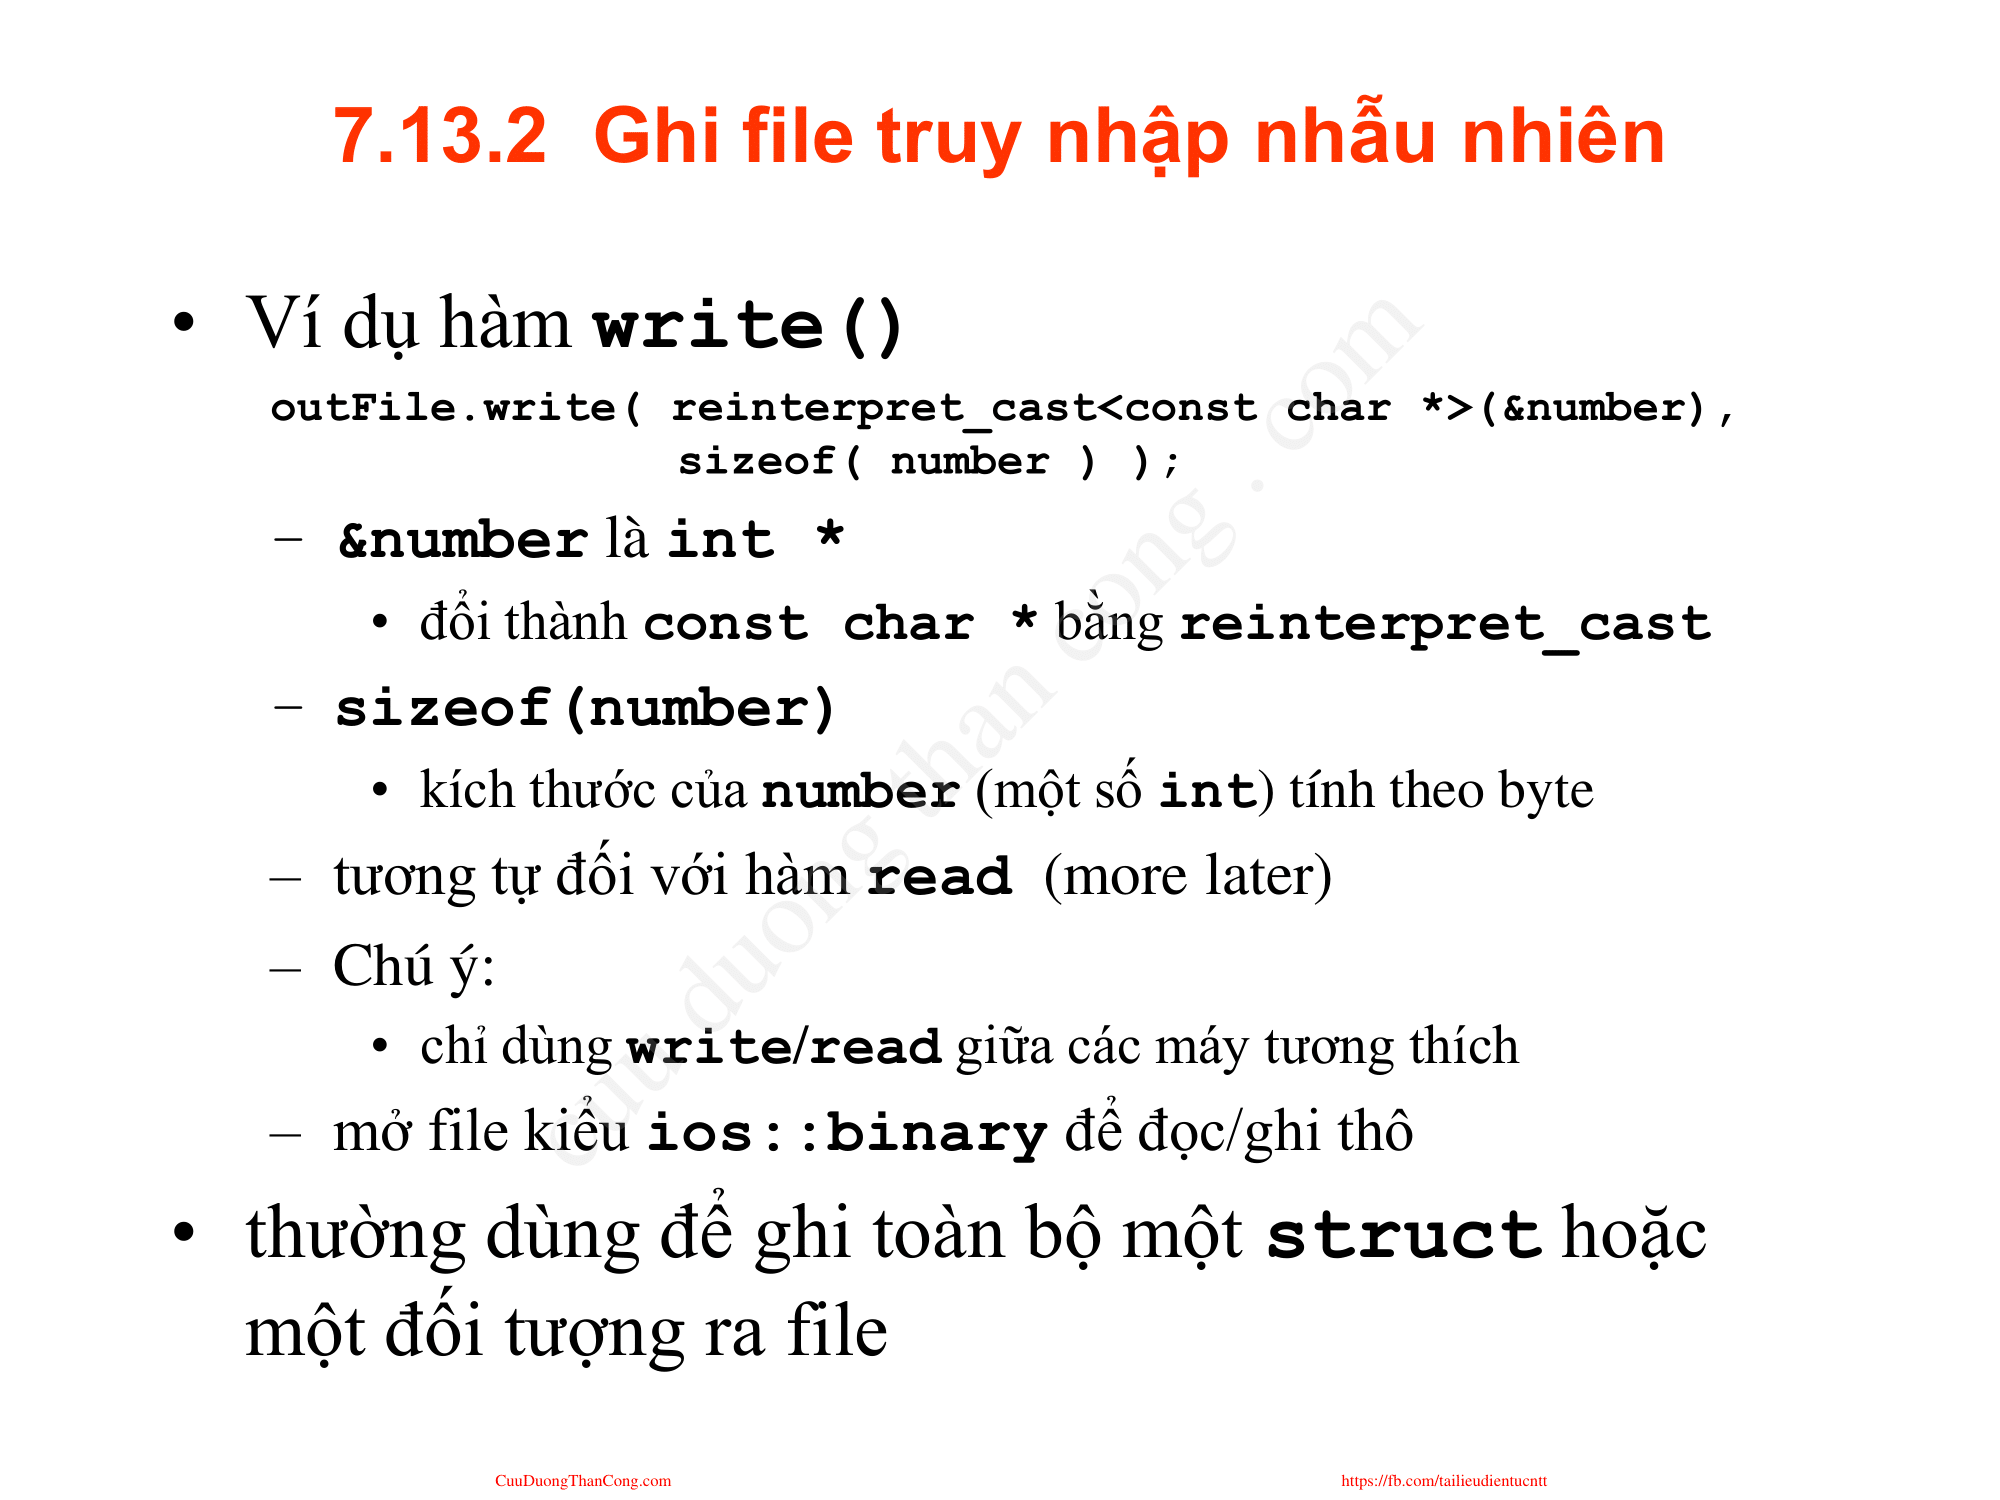 7.13.2 Ghi file truy nhập nhẫu nhiên
• Ví dụ hàm write()
outFile.write( reinterpret_cast<const char *>(&number),
sizeof( number ) );
– &number là int *
• đổi thành const char * bằng reinterpret_cast
– sizeof(number)
• kích thước của number (một số int) tính theo byte
– tương tự đối với hàm read (more later)
– Chú ý:
• chỉ dùng write/read giữa các máy tương thích
– mở file kiểu ios::binary để đọc/ghi thô
• thường dùng để ghi toàn bộ một struct hoặc
một đối tượng ra file
cuu duong than cong . com
CuuDuongThanCong.com
https://fb.com/tailieudientucntt